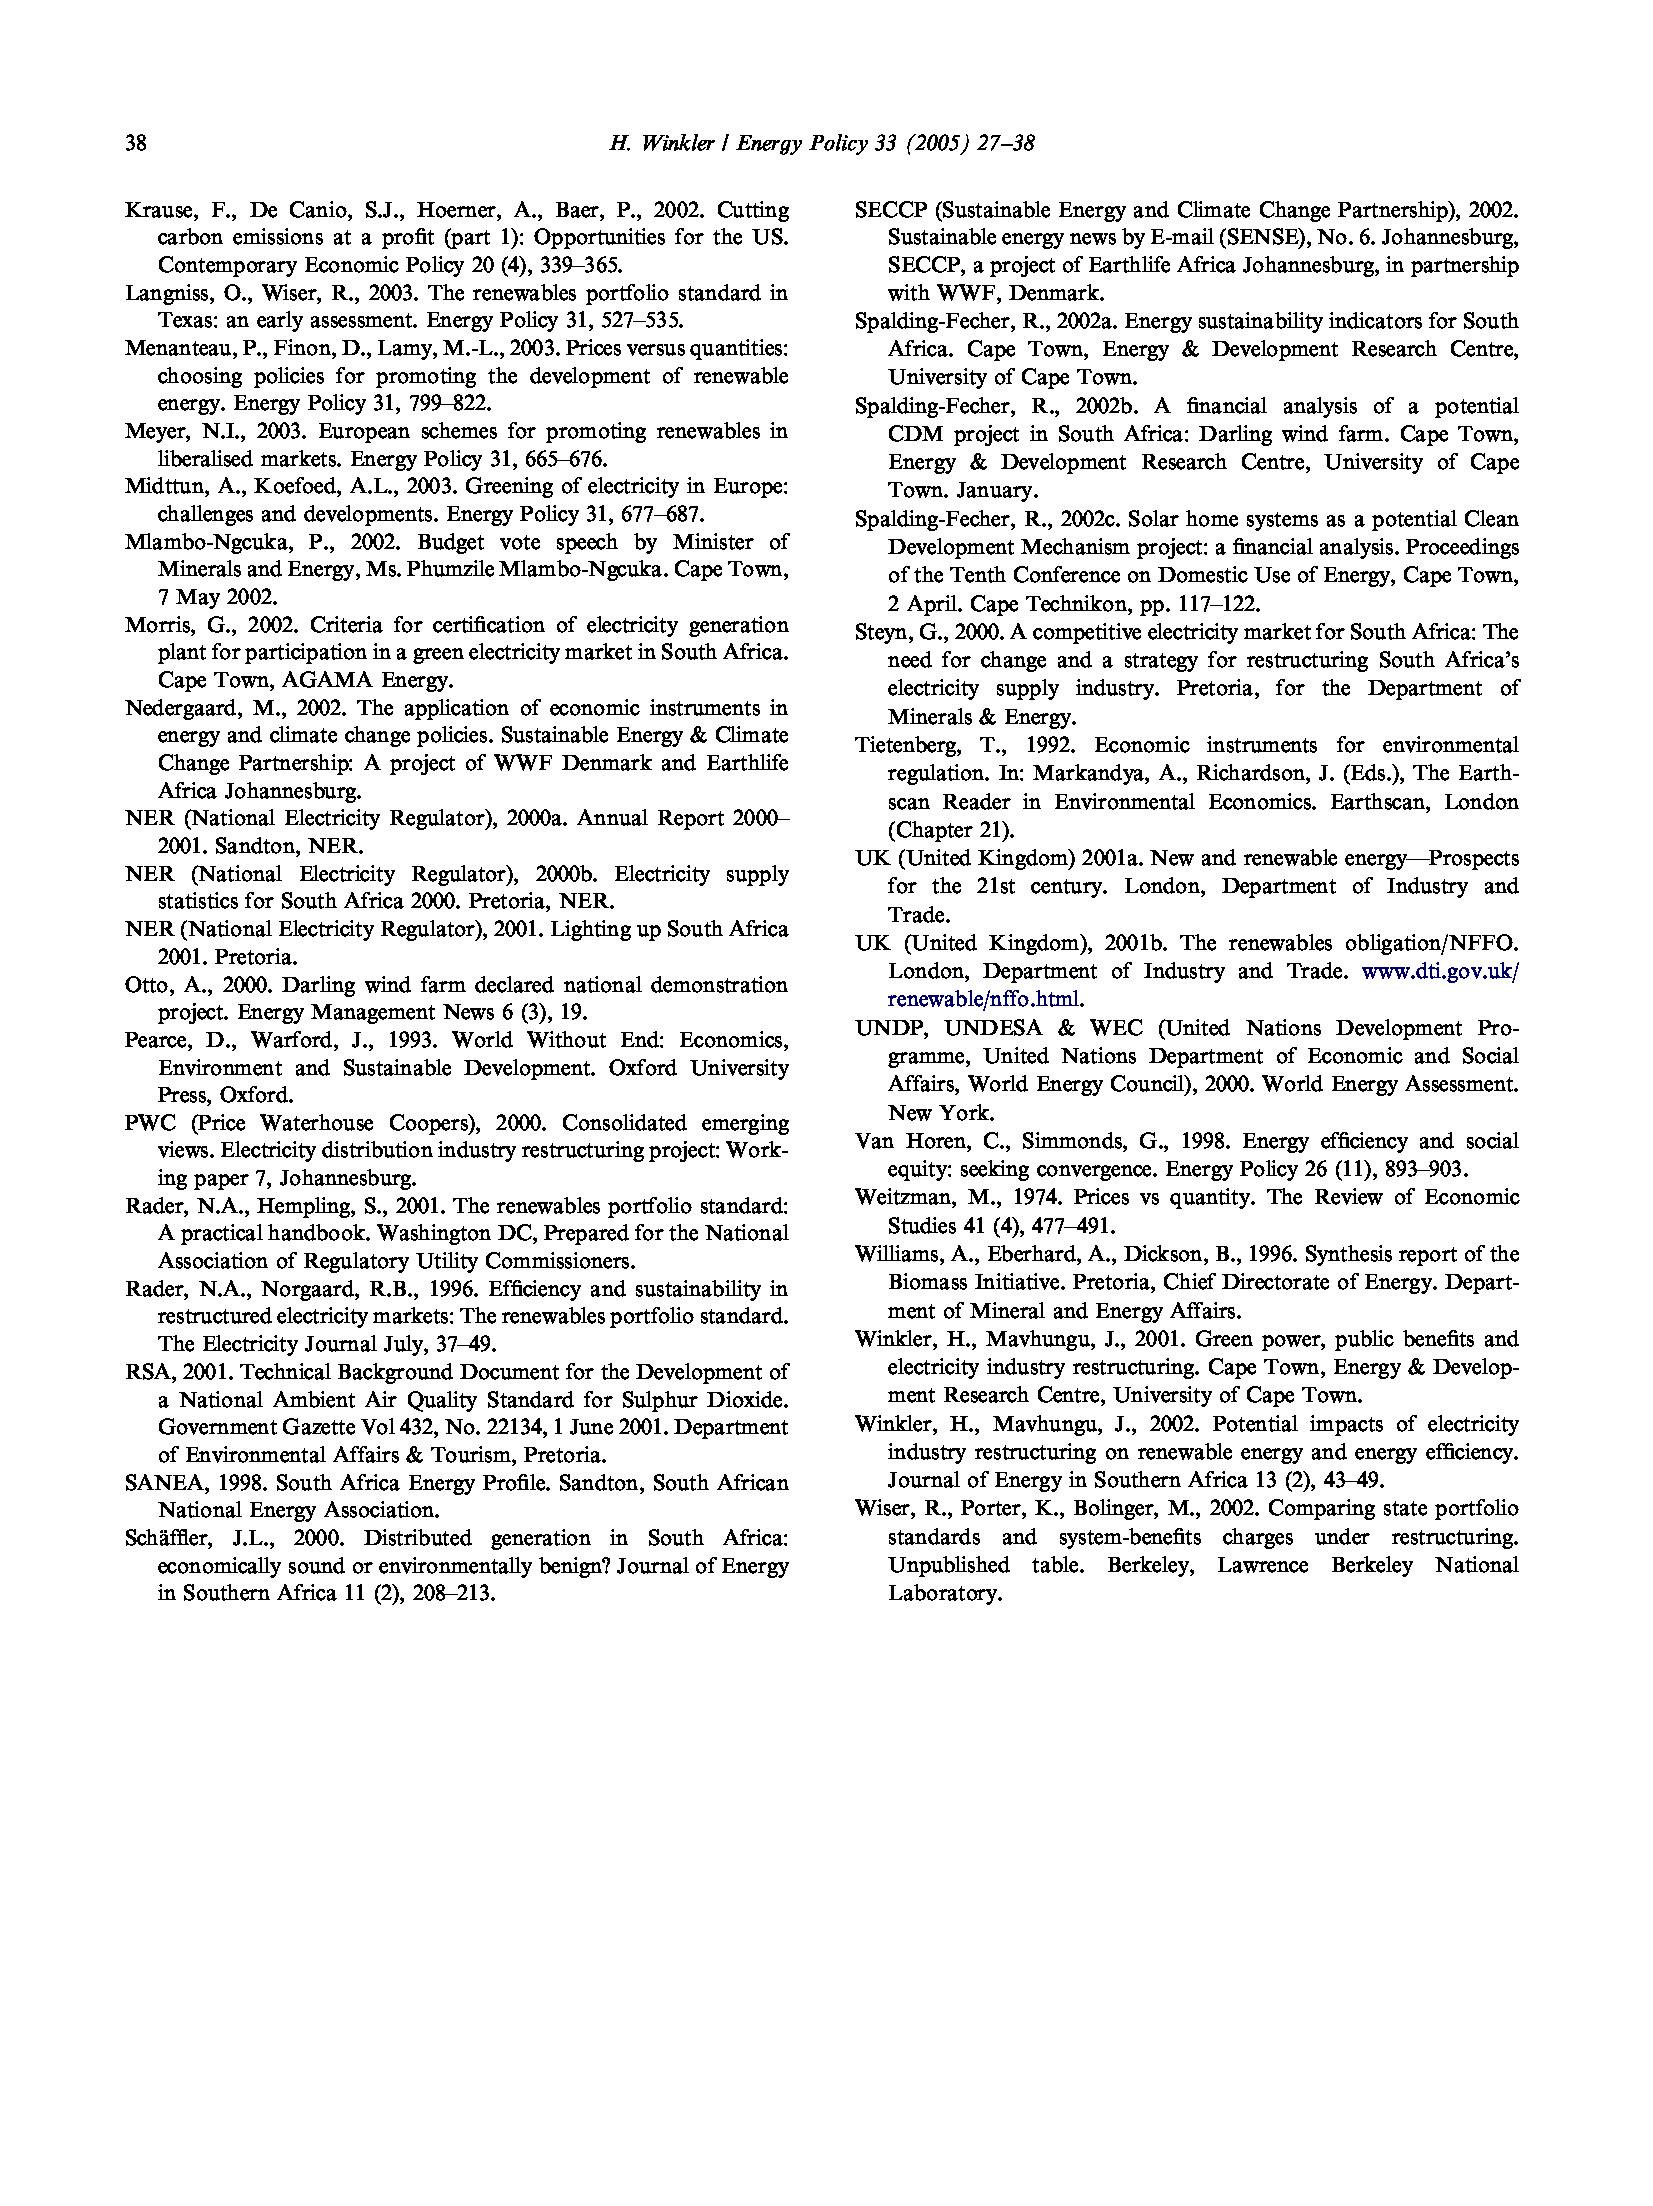 38
H. Winkler / Energy Policy 33 (2005) 27–38
Krause, F., De Canio, S.J., Hoerner, A., Baer, P., 2002. Cutting
carbon emissions at a profit (part 1): Opportunities for the US.
Contemporary Economic Policy 20 (4), 339–365.
Langniss, O., Wiser, R., 2003. The renewables portfolio standard in
Texas: an early assessment. Energy Policy 31, 527–535.
Menanteau, P., Finon, D., Lamy, M.-L., 2003. Prices versus quantities:
choosing policies for promoting the development of renewable
energy. Energy Policy 31, 799–822.
Meyer, N.I., 2003. European schemes for promoting renewables in
liberalised markets. Energy Policy 31, 665–676.
Midttun, A., Koefoed, A.L., 2003. Greening of electricity in Europe:
challenges and developments. Energy Policy 31, 677–687.
Mlambo-Ngcuka, P., 2002. Budget vote speech by Minister of
Minerals and Energy, Ms. Phumzile Mlambo-Ngcuka. Cape Town,
7 May 2002.
Morris, G., 2002. Criteria for certification of electricity generation
plant for participation in a green electricity market in South Africa.
Cape Town, AGAMA Energy.
Nedergaard, M., 2002. The application of economic instruments in
energy and climate change policies. Sustainable Energy & Climate
Change Partnership: A project of WWF Denmark and Earthlife
Africa Johannesburg.
NER (National Electricity Regulator), 2000a. Annual Report 2000–
2001. Sandton, NER.
NER (National Electricity Regulator), 2000b. Electricity supply
statistics for South Africa 2000. Pretoria, NER.
NER (National Electricity Regulator), 2001. Lighting up South Africa
2001. Pretoria.
Otto, A., 2000. Darling wind farm declared national demonstration
project. Energy Management News 6 (3), 19.
Pearce, D., Warford, J., 1993. World Without End: Economics,
Environment and Sustainable Development. Oxford University
Press, Oxford.
PWC (Price Waterhouse Coopers), 2000. Consolidated emerging
views. Electricity distribution industry restructuring project: Work-
ing paper 7, Johannesburg.
Rader, N.A., Hempling, S., 2001. The renewables portfolio standard:
A practical handbook. Washington DC, Prepared for the National
Association of Regulatory Utility Commissioners.
Rader, N.A., Norgaard, R.B., 1996. Efficiency and sustainability in
restructured electricity markets: The renewables portfolio standard.
The Electricity Journal July, 37–49.
RSA, 2001. Technical Background Document for the Development of
a National Ambient Air Quality Standard for Sulphur Dioxide.
Government Gazette Vol 432, No. 22134, 1 June 2001. Department
of Environmental Affairs & Tourism, Pretoria.
SANEA, 1998. South Africa Energy Profile. Sandton, South African
National Energy Association.
Schäffler, J.L., 2000. Distributed generation in South Africa:
economically sound or environmentally benign? Journal of Energy
in Southern Africa 11 (2), 208–213.
SECCP (Sustainable Energy and Climate Change Partnership), 2002.
Sustainable energy news by E-mail (SENSE), No. 6. Johannesburg,
SECCP, a project of Earthlife Africa Johannesburg, in partnership
with WWF, Denmark.
Spalding-Fecher, R., 2002a. Energy sustainability indicators for South
Africa. Cape Town, Energy & Development Research Centre,
University of Cape Town.
Spalding-Fecher, R., 2002b. A financial analysis of a potential
CDM project in South Africa: Darling wind farm. Cape Town,
Energy & Development Research Centre, University of Cape
Town. January.
Spalding-Fecher, R., 2002c. Solar home systems as a potential Clean
Development Mechanism project: a financial analysis. Proceedings
of the Tenth Conference on Domestic Use of Energy, Cape Town,
2 April. Cape Technikon, pp. 117–122.
Steyn, G., 2000. A competitive electricity market for South Africa: The
need for change and a strategy for restructuring South Africa's
electricity supply industry. Pretoria, for the Department of
Minerals & Energy.
Tietenberg, T., 1992. Economic instruments for environmental
regulation. In: Markandya, A., Richardson, J. (Eds.), The Earth-
scan Reader in Environmental Economics. Earthscan, London
(Chapter 21).
UK (United Kingdom) 2001a. New and renewable energy—Prospects
for the 21st century. London, Department of Industry and
Trade.
UK (United Kingdom), 2001b. The renewables obligation/NFFO.
London, Department of Industry and Trade. www.dti.gov.uk/
renewable/nffo.html.
UNDP, UNDESA & WEC (United Nations Development Pro-
gramme, United Nations Department of Economic and Social
Affairs, World Energy Council), 2000. World Energy Assessment.
New York.
Van Horen, C., Simmonds, G., 1998. Energy efficiency and social
equity: seeking convergence. Energy Policy 26 (11), 893–903.
Weitzman, M., 1974. Prices vs quantity. The Review of Economic
Studies 41 (4), 477–491.
Williams, A., Eberhard, A., Dickson, B., 1996. Synthesis report of the
Biomass Initiative. Pretoria, Chief Directorate of Energy. Depart-
ment of Mineral and Energy Affairs.
Winkler, H., Mavhungu, J., 2001. Green power, public benefits and
electricity industry restructuring. Cape Town, Energy & Develop-
ment Research Centre, University of Cape Town.
Winkler, H., Mavhungu, J., 2002. Potential impacts of electricity
industry restructuring on renewable energy and energy efficiency.
Journal of Energy in Southern Africa 13 (2), 43–49.
Wiser, R., Porter, K., Bolinger, M., 2002. Comparing state portfolio
standards and system-benefits charges under restructuring.
Unpublished table. Berkeley, Lawrence Berkeley National
Laboratory.